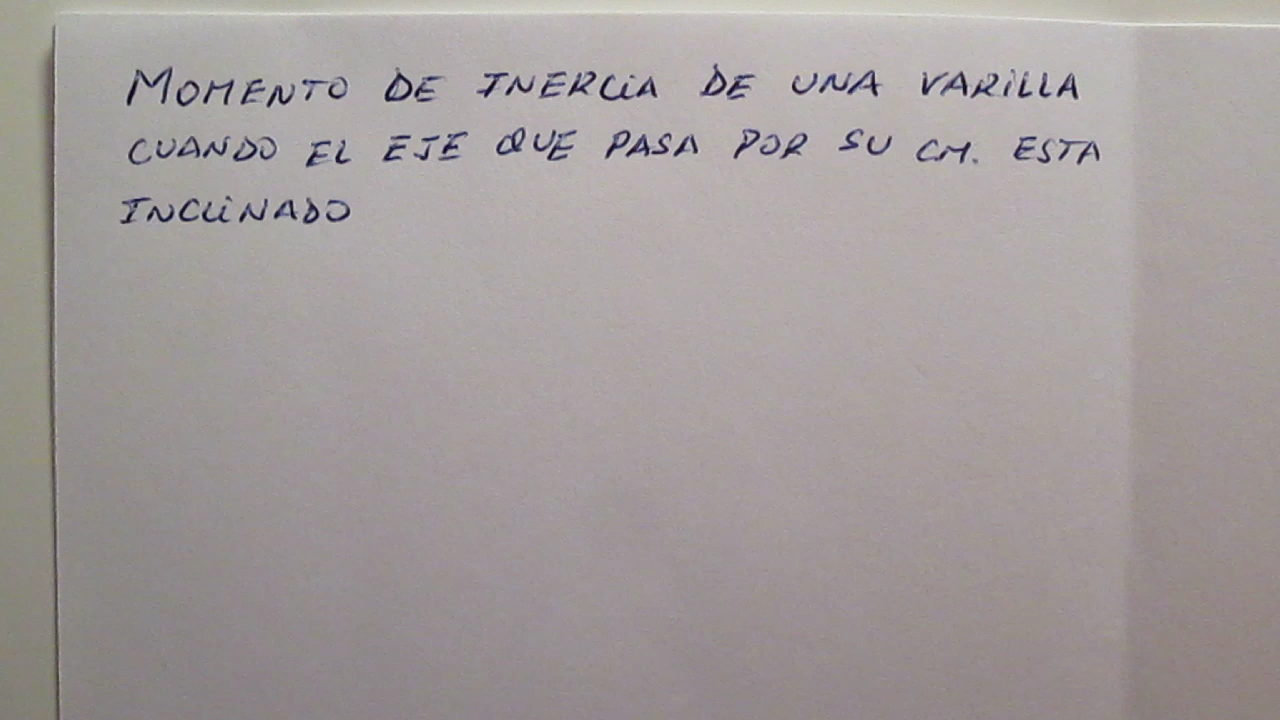 MOMENTO DE INERCiA DE UNA VARiLLA
CUANDO EL EJE QUE PASA POR SU CM. ESTA
INCLiNADO